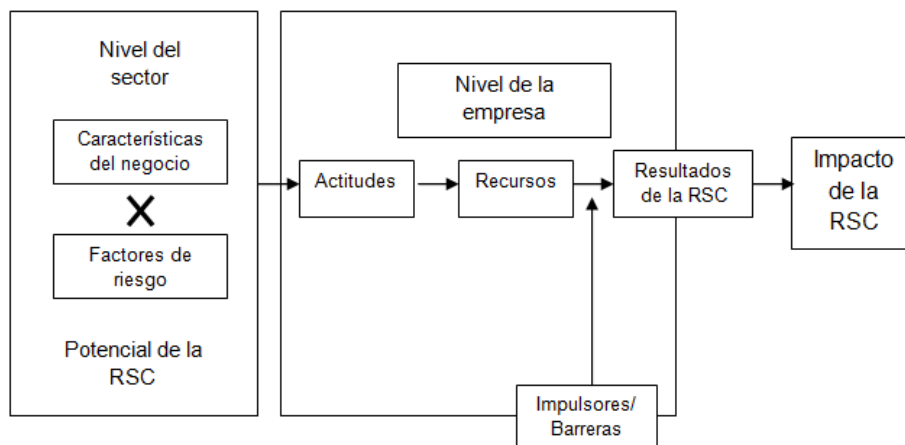 Nivel del
sector
Características
del negocio
X
Factores de
riesgo
Potencial de la
RSC
Nivel de la
empresa
Actitudes
Recursos
Resultados
de la RSC
Impulsores/
Barreras
Impacto
de la
RSC